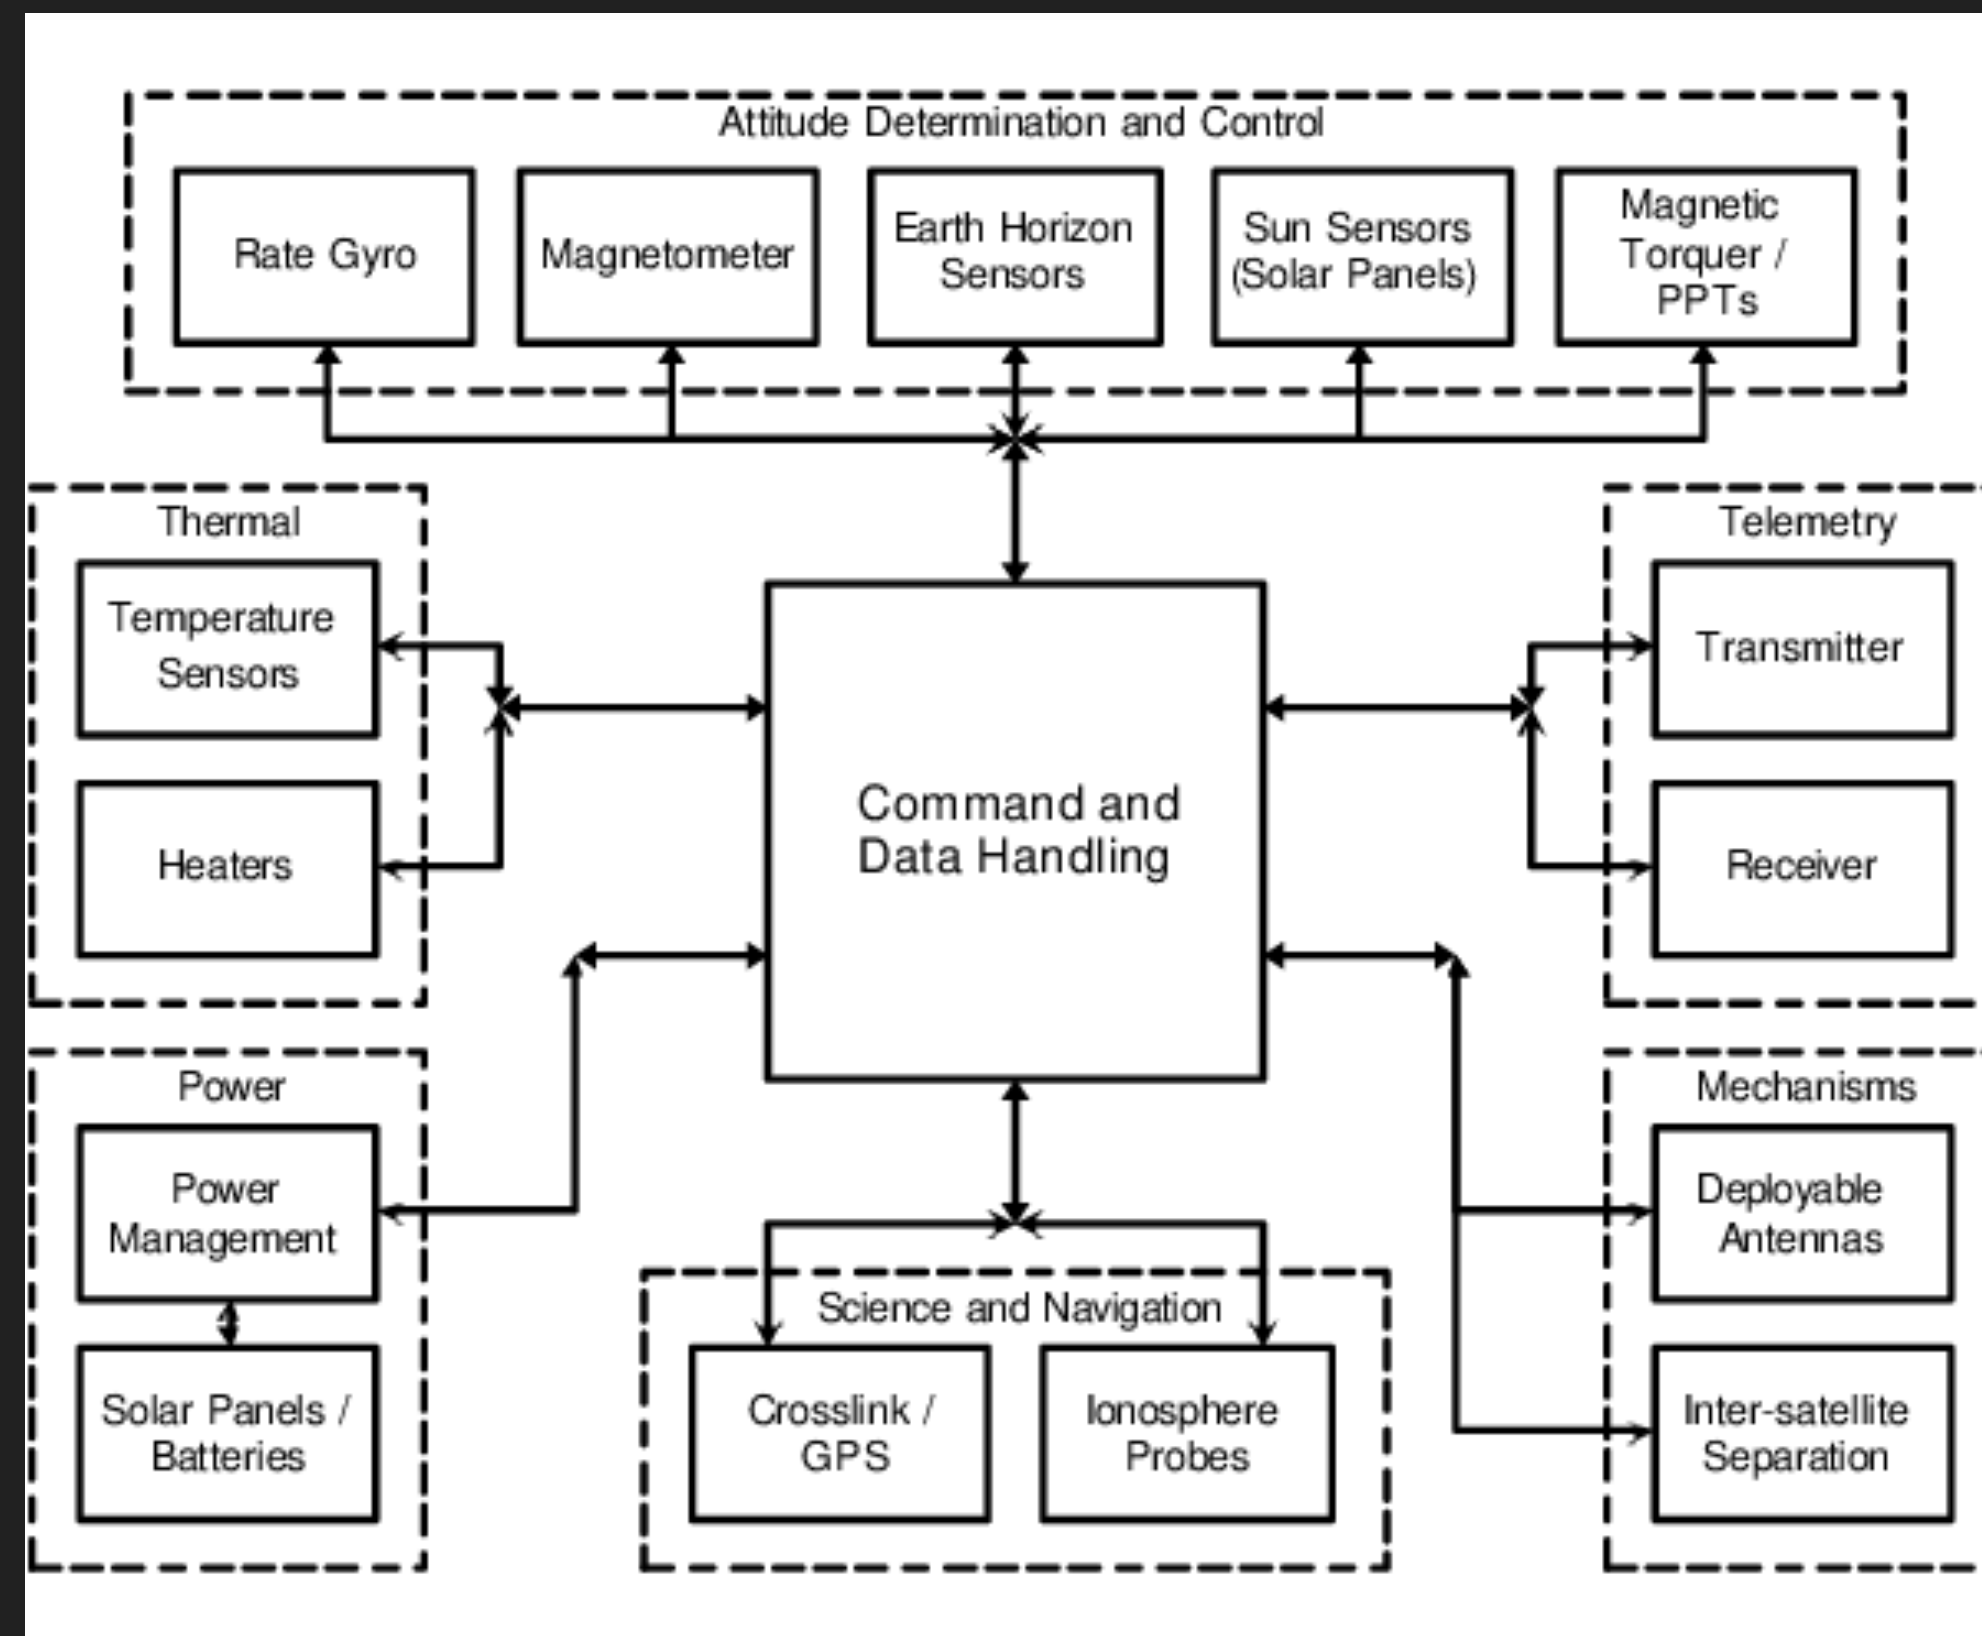 Attitude Determination and Control
Rate Gyro
Magnetometer
Earth Horizon
Sensors
Sun Sensors
(Solar Panels)
Magnetic
Torquer /
PPTs
Thermal
Temperature
Sensors
Heaters
Telemetry
Transmitter
Receiver
Command and
Data Handling
Power
Power
Management
Solar Panels /
Batteries
Science and Navigation
Crosslink /
GPS
Ionosphere
Probes
Mechanisms
Deployable
Antennas
Inter-satellite
Separation